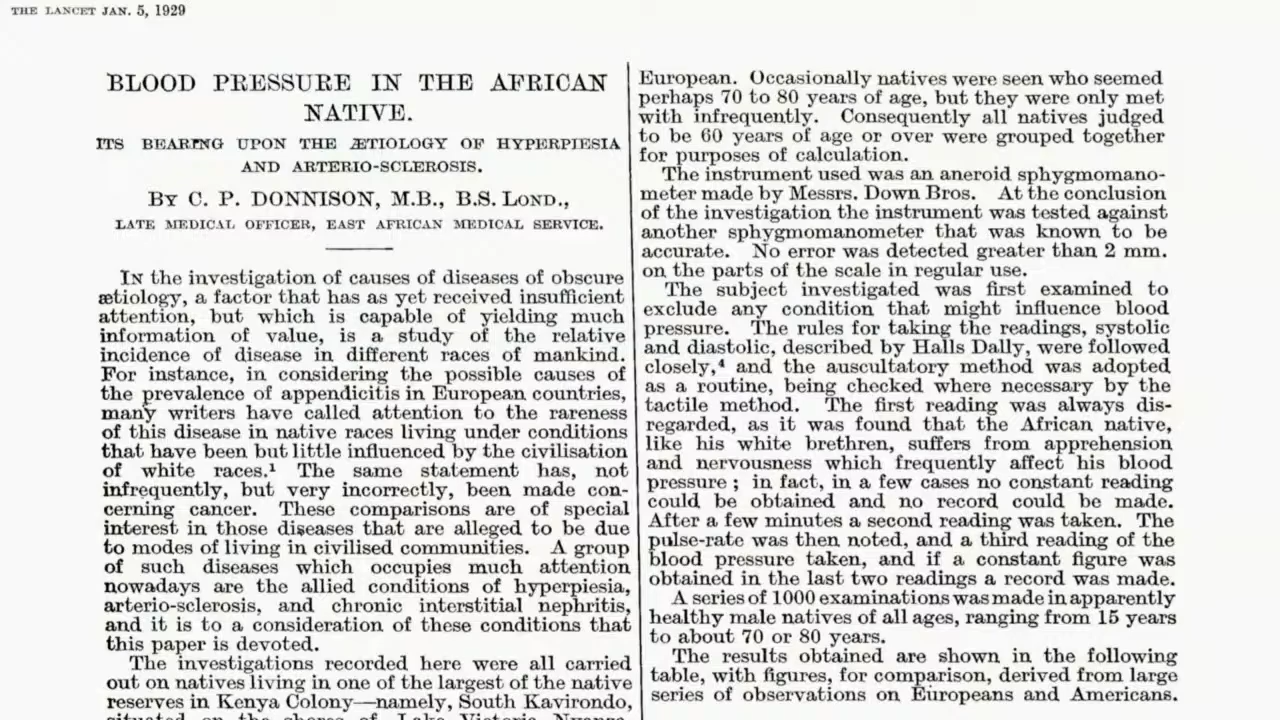 THE LANCET JAN. 5, 1929
BLOOD PRESSURE IN THE AFRICAN
NATIVE.
ITS BEARING UPON THE ÆTIOLOGY OF HYPERPIESIA
AND ARTERIO-SCLEROSIS.
BY C. P. DONNISON, M.B., B.S. LOND.,
LATE MEDICAL OFFICER, EAST AFRICAN MEDICAL SERVICE.
IN the investigation of causes of diseases of obscure
ætiology, a factor that has as yet received insufficient
attention, but which is capable of yielding much
information of value, is a study of the relative
incidence of disease in different races of mankind.
For instance, in considering the possible causes of
the prevalence of appendicitis in European countries,
many writers have called attention to the rareness
of this disease in native races living under conditions
that have been but little influenced by the civilisation
of white races.¹ The same statement has, not
infrequently, but very incorrectly, been made con-
cerning cancer. These comparisons are of special
interest in those diseases that are alleged to be due
to modes of living in civilised communities. A group
of such diseases which occupies much attention
nowadays are the allied conditions of hyperpiesia,
arterio-sclerosis, and chronic interstitial nephritis,
and it is to a consideration of these conditions that
this paper is devoted.
The investigations recorded here were all carried
out on natives living in one of the largest of the native
reserves in Kenya Colony—namely, South Kavirondo,
situated on the shores of Lake Victoria Nyanza,
European. Occasionally natives were seen who seemed
perhaps 70 to 80 years of age, but they were only met
with infrequently. Consequently all natives judged
to be 60 years of age or over were grouped together
for purposes of calculation.
The instrument used was an aneroid sphygmomano-
meter made by Messrs. Down Bros. At the conclusion
of the investigation the instrument was tested against
another sphygmomanometer that was known to be
accurate. No error was detected greater than 2 mm.
on the parts of the scale in regular use.
The subject investigated was first examined to
exclude any condition that might influence blood
pressure. The rules for taking the readings, systolic
and diastolic, described by Halls Dally, were followed
closely,⁴ and the auscultatory method was adopted
as a routine, being checked where necessary by the
tactile method. The first reading was always dis-
regarded, as it was found that the African native,
like his white brethren, suffers from apprehension
and nervousness which frequently affect his blood
pressure ; in fact, in a few cases no constant reading
could be obtained and no record could be made.
After a few minutes a second reading was taken. The
pulse-rate was then noted, and a third reading of the
blood pressure taken, and if a constant figure was
obtained in the last two readings a record was made.
A series of 1000 examinations was made in apparently
healthy male natives of all ages, ranging from 15 years
to about 70 or 80 years.
The results obtained are shown in the following
table, with figures, for comparison, derived from large
series of observations on Europeans and Americans.